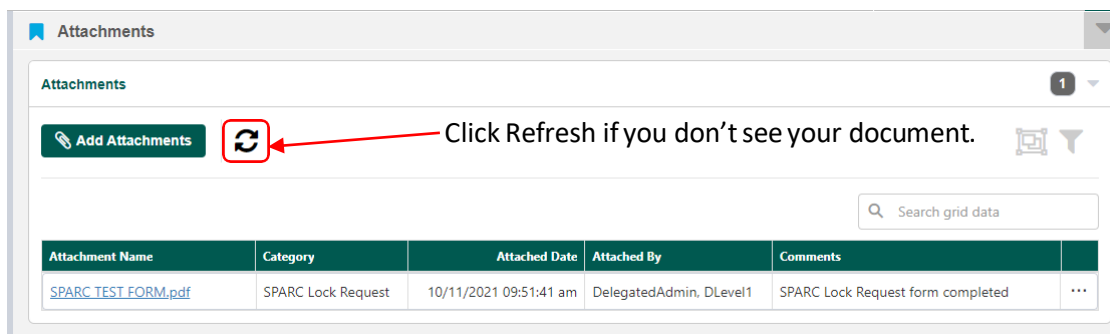 Attachments
Attachments
1
Add Attachments
Click Refresh if you don't see your document.
Search grid data
Attachment Name Category Attached Date Attached By Comments ...
SPARC TEST FORM.pdf SPARC Lock Request 10/11/2021 09:51:41 am DelegatedAdmin, DLevel1 SPARC Lock Request form completed ...